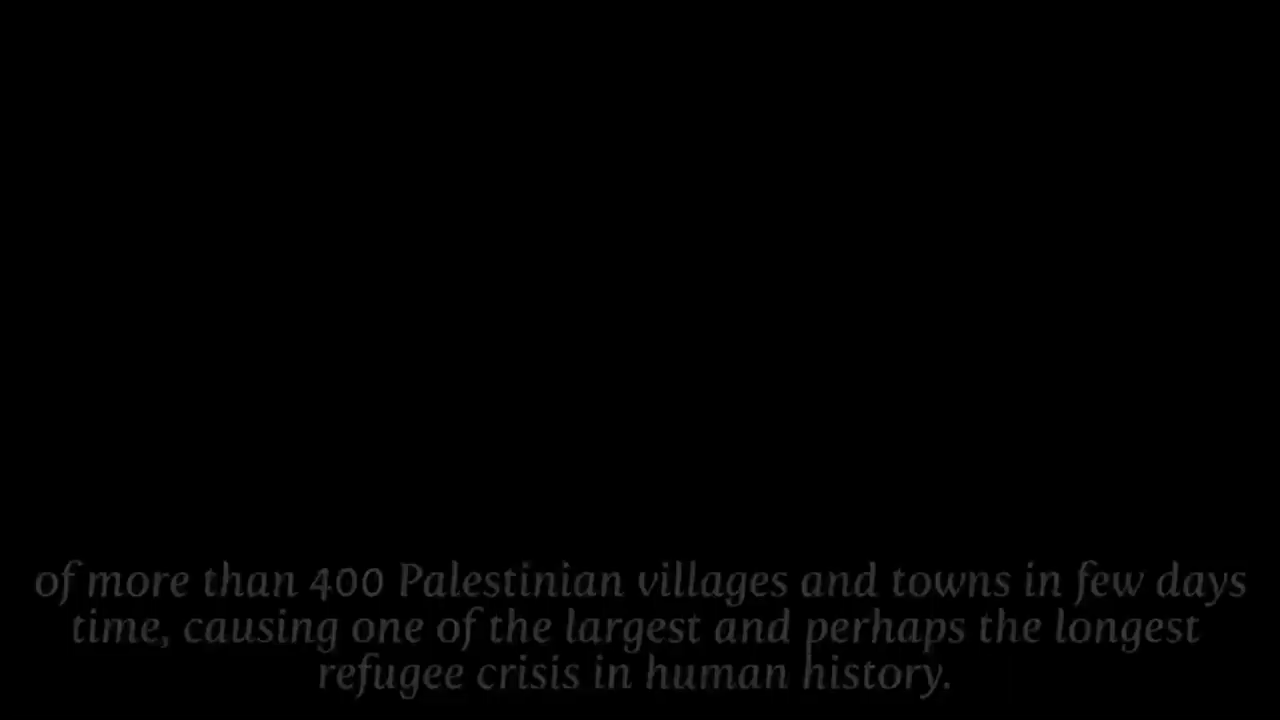 of more than 400 Palestinian villages and towns in few days
time, causing one of the largest and perhaps the longest
refugee crisis in human history.